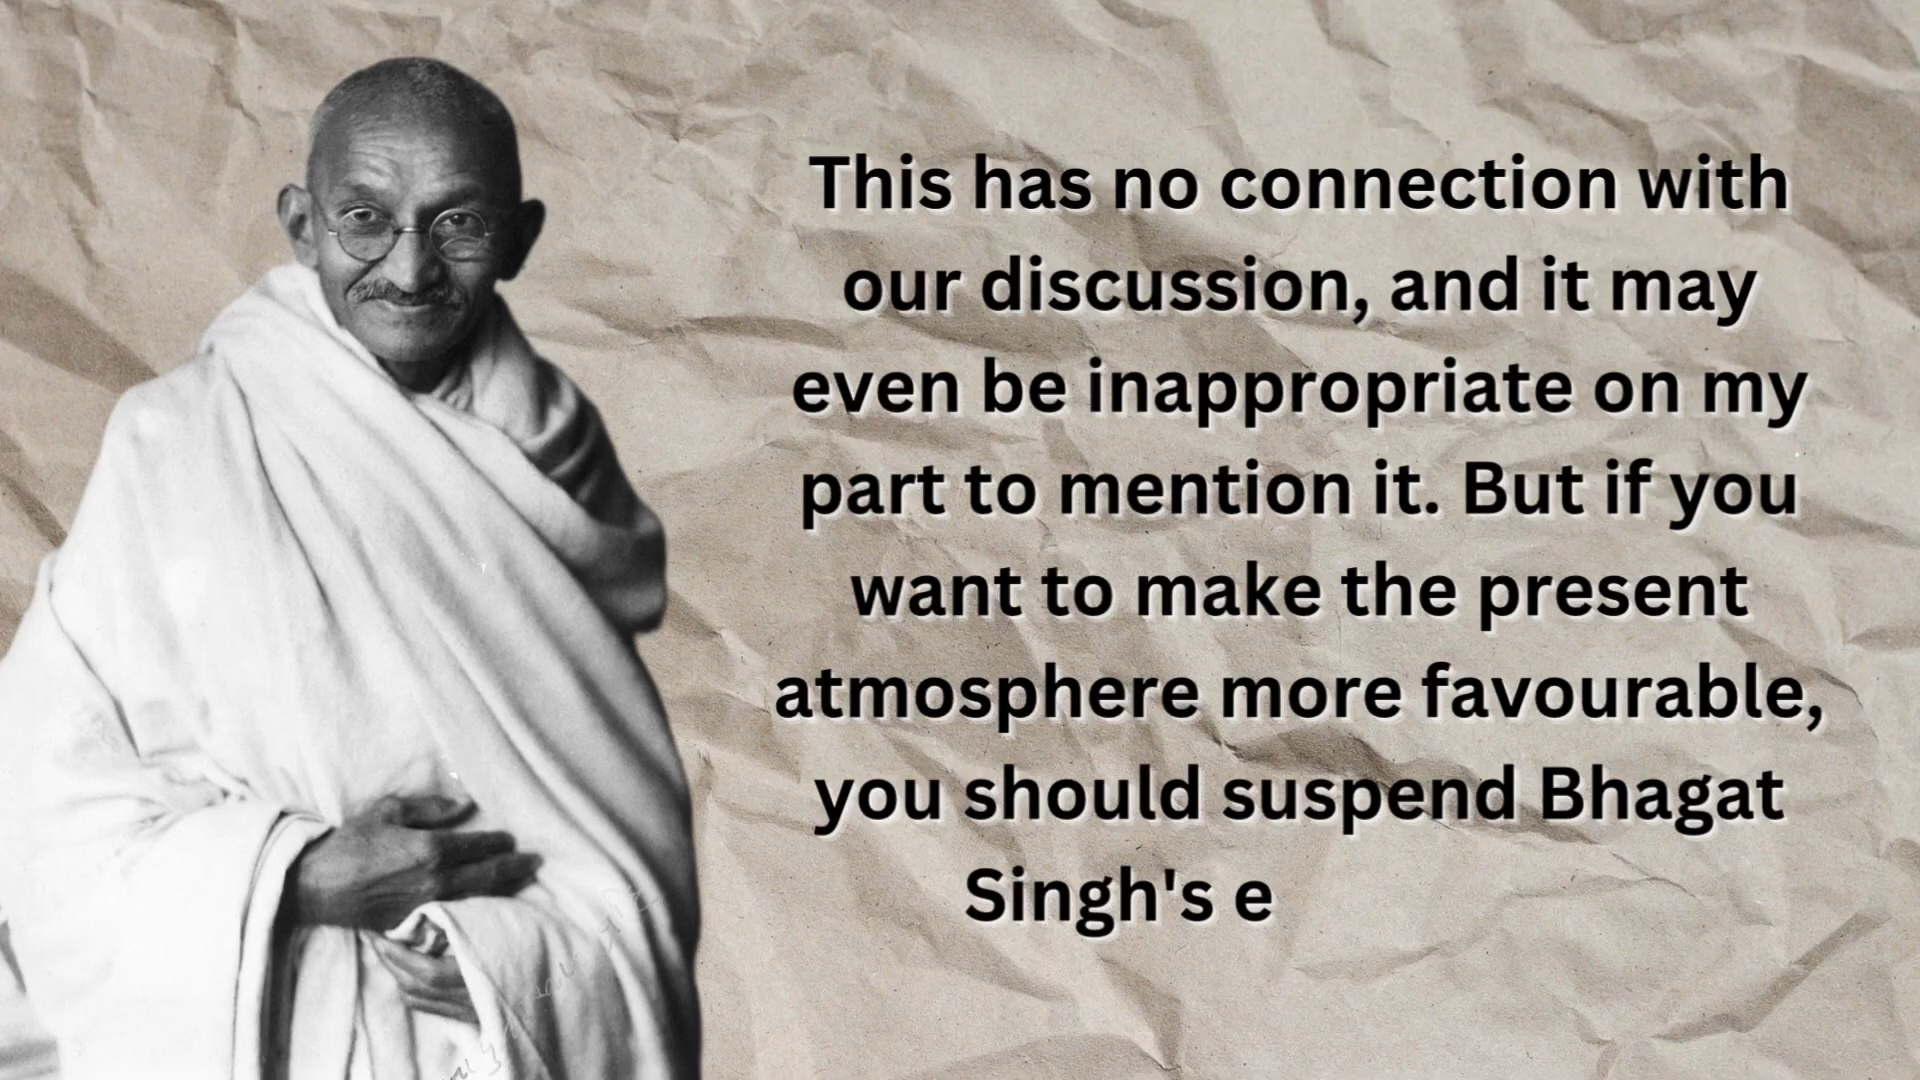 This has no connection with
our discussion, and it may
even be inappropriate on my
part to mention it. But if you
want to make the present
atmosphere more favourable,
you should suspend Bhagat
Singh's e